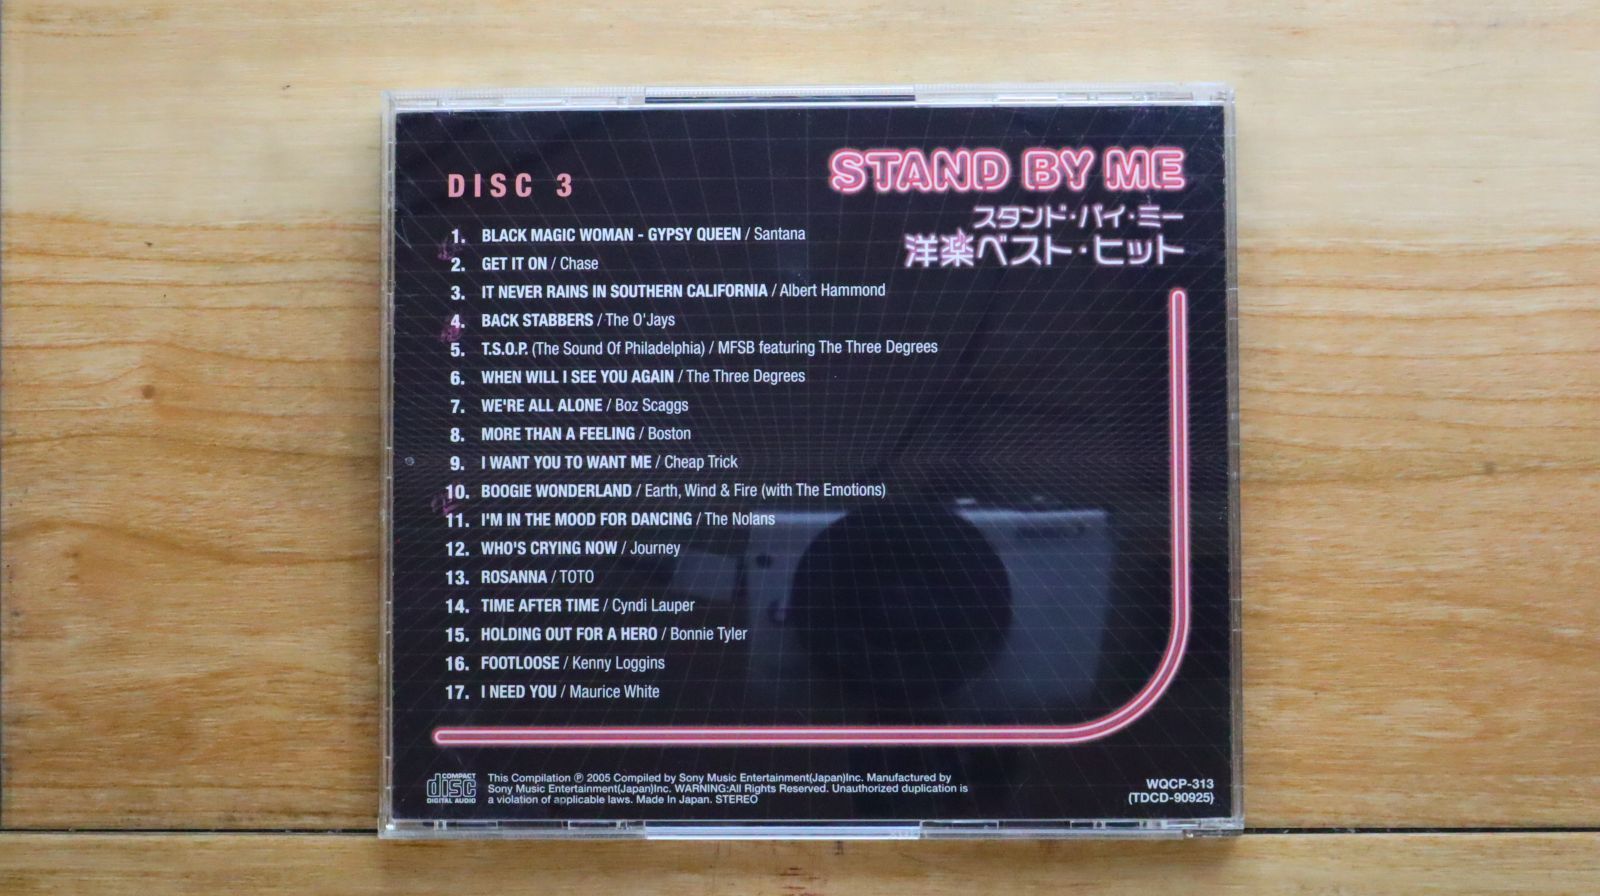 DISC 3
STAND BY ME
スタンド・バイ・ミー
洋楽ベスト・ヒット
1. BLACK MAGIC WOMAN - GYPSY QUEEN / Santana
2. GET IT ON / Chase
3. IT NEVER RAINS IN SOUTHERN CALIFORNIA / Albert Hammond
4. BACK STABBERS / The O'Jays
5. T.S.O.P. (The Sound Of Philadelphia) / MFSB featuring The Three Degrees
6. WHEN WILL I SEE YOU AGAIN / The Three Degrees
7. WE'RE ALL ALONE / Boz Scaggs
8. MORE THAN A FEELING / Boston
9. I WANT YOU TO WANT ME / Cheap Trick
10. BOOGIE WONDERLAND / Earth, Wind & Fire (with The Emotions)
11. I'M IN THE MOOD FOR DANCING / The Nolans
12. WHO'S CRYING NOW / Journey
13. ROSANNA / TOTO
14. TIME AFTER TIME / Cyndi Lauper
15. HOLDING OUT FOR A HERO / Bonnie Tyler
16. FOOTLOOSE / Kenny Loggins
17. I NEED YOU / Maurice White
COMPACT
disc
DIGITAL AUDIO
This Compilation ℗ 2005 Compiled by Sony Music Entertainment(Japan)Inc. Manufactured by
Sony Music Entertainment(Japan)Inc. WARNING:All Rights Reserved. Unauthorized duplication is
a violation of applicable laws. Made In Japan. STEREO
WQCP-313
(TDCD-90925)